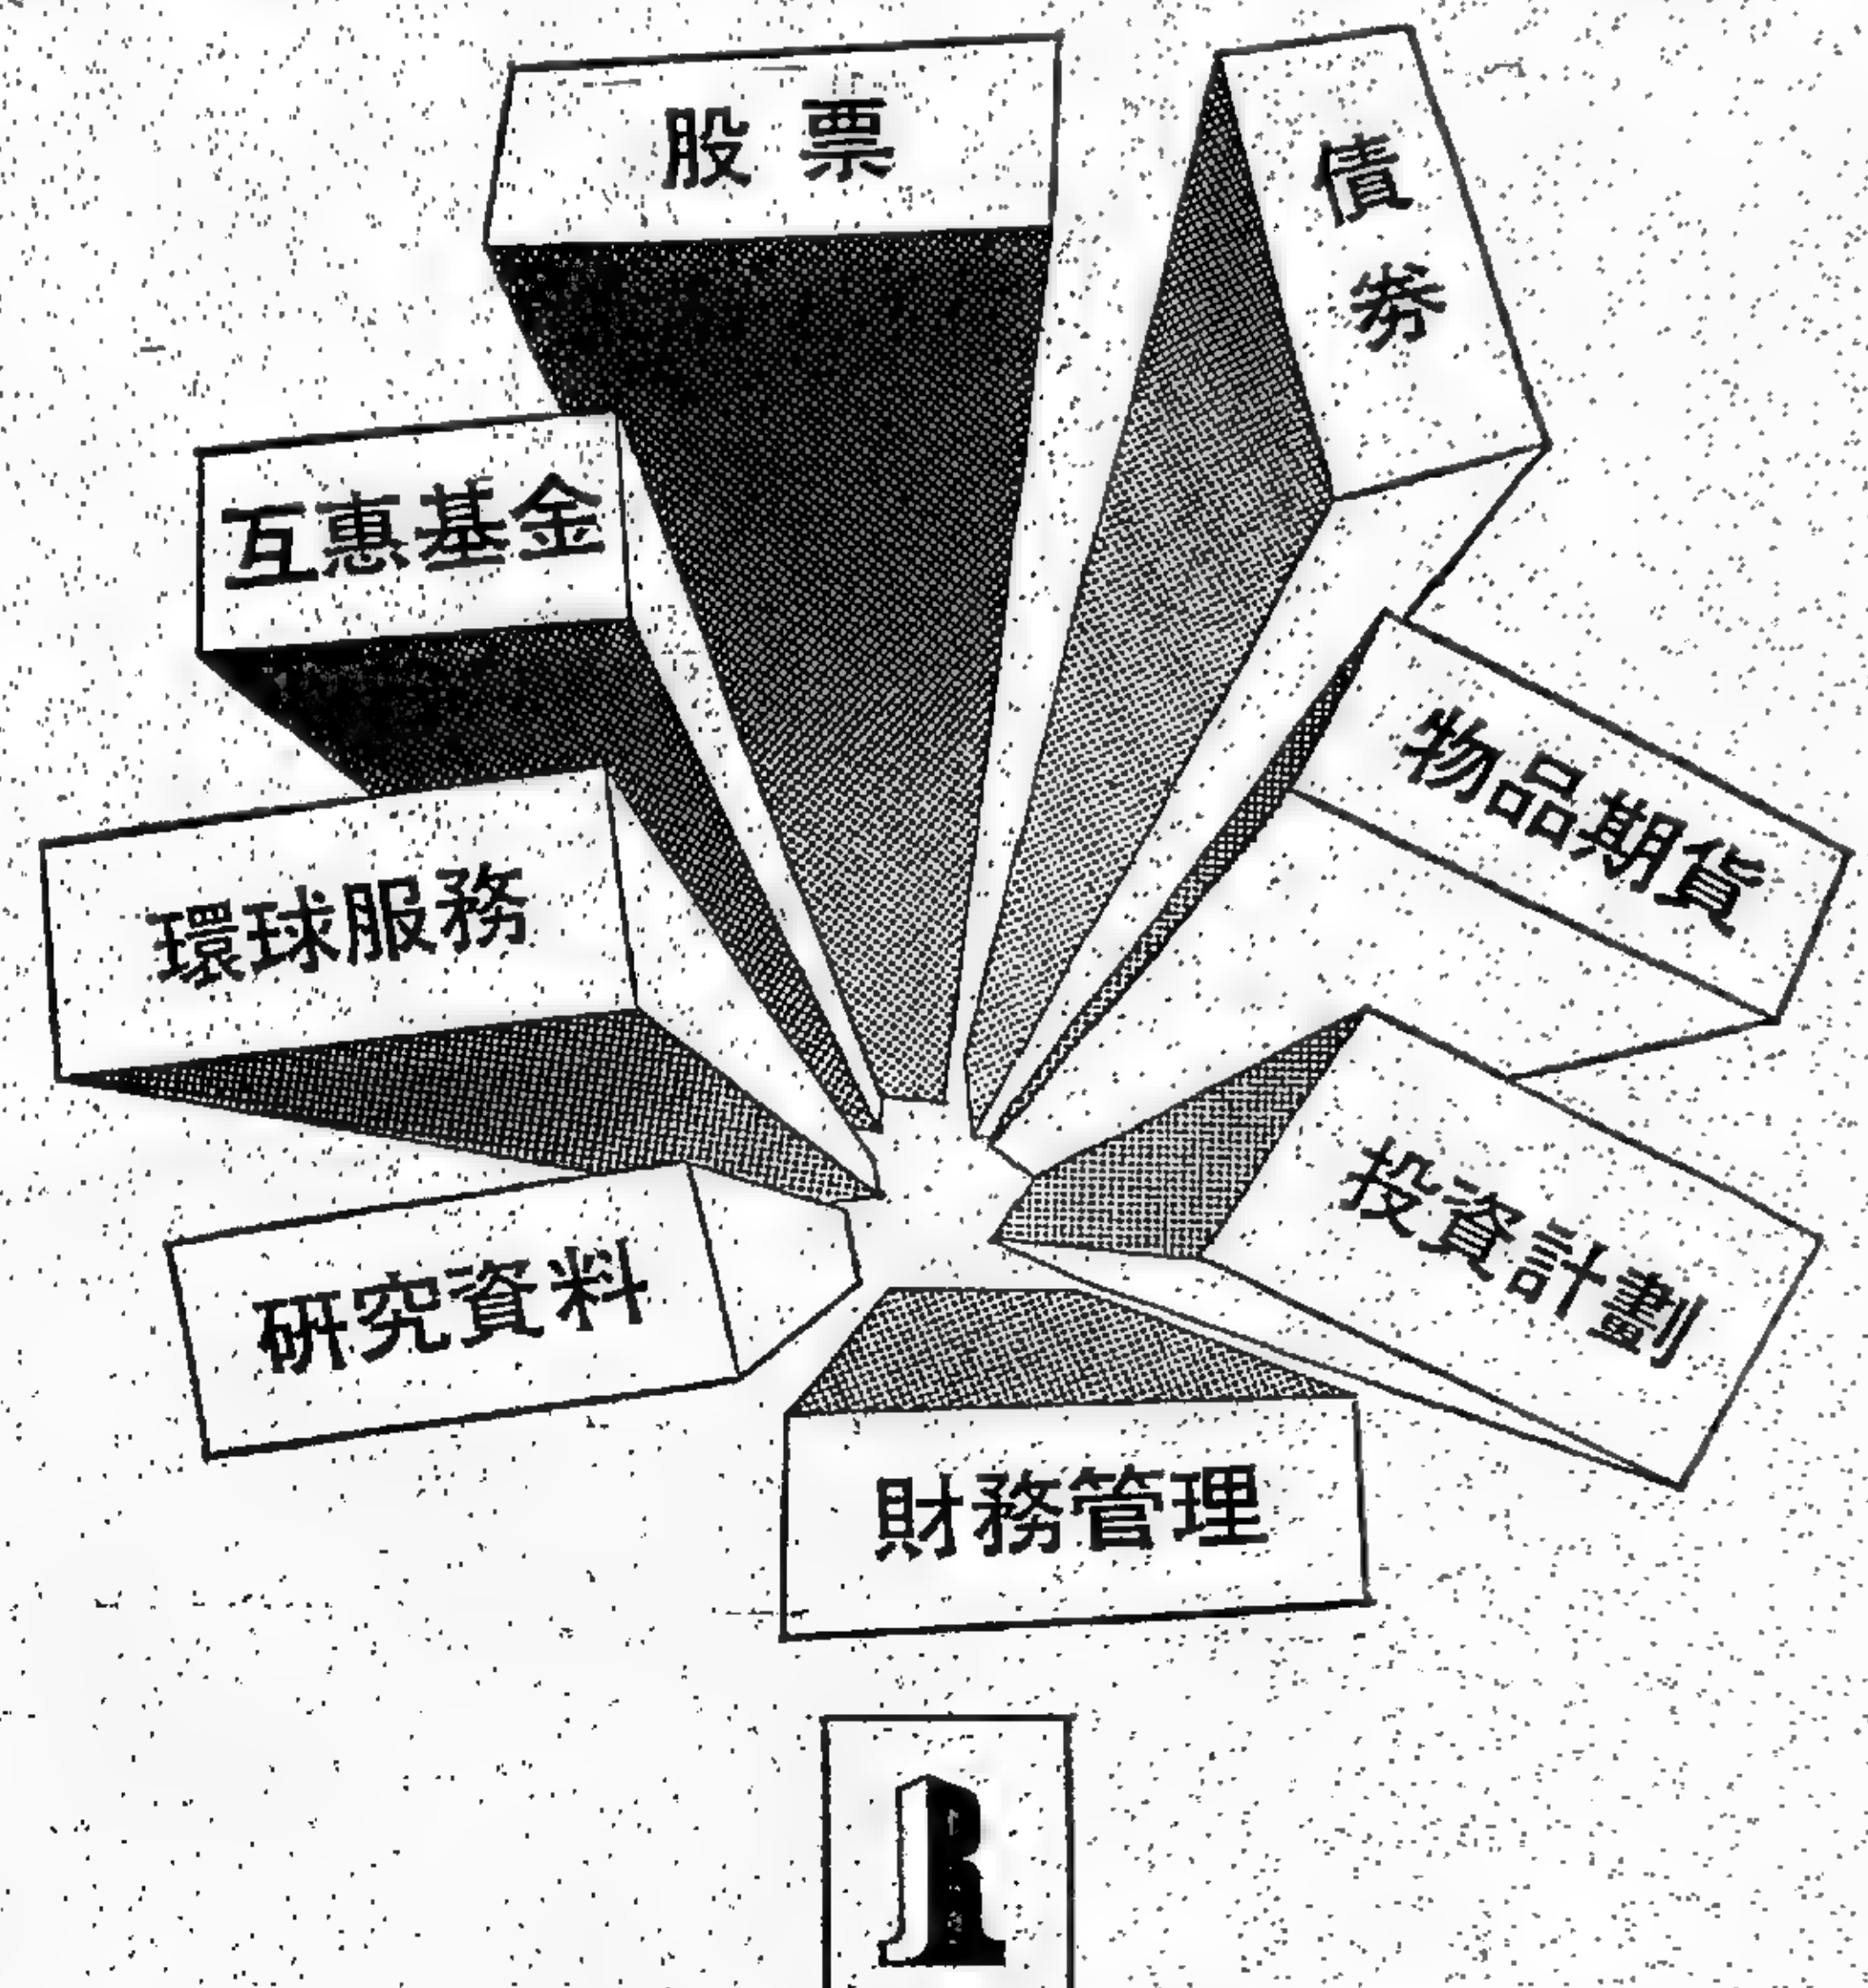 股票
債券
互惠基金
物品期貨
環球服務
投資計劃
研究資料
財務管理